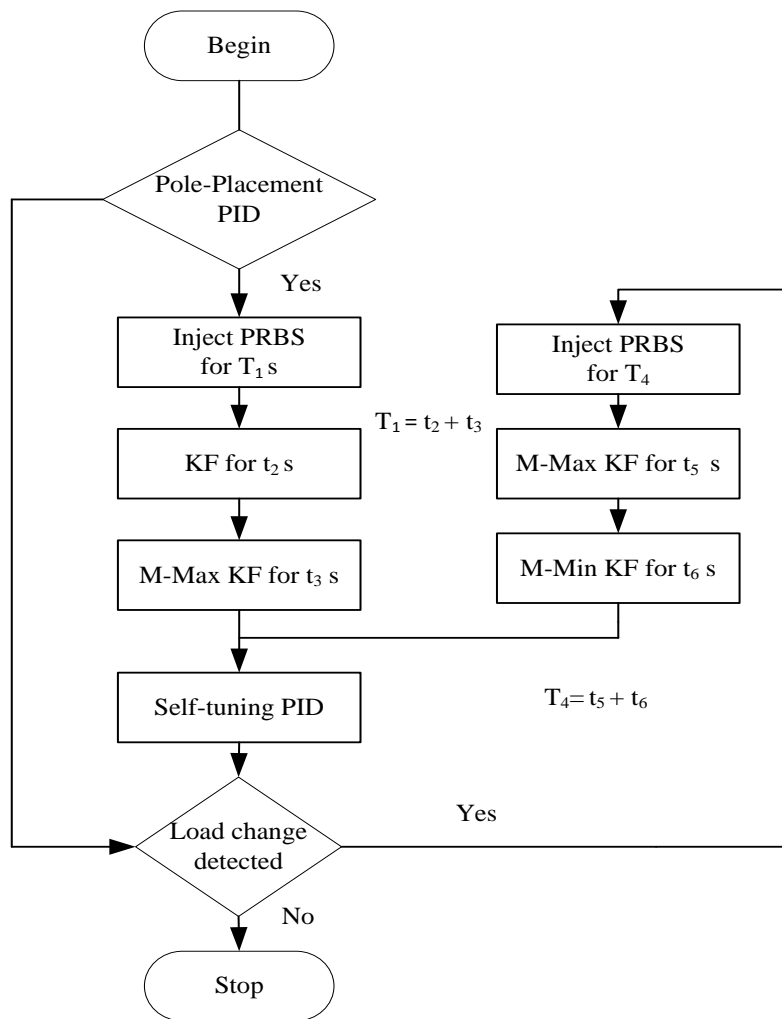 Begin
Pole-Placement
PID
Yes
Inject PRBS
for T₁ s
T₁ = t₂ + t₃
KF for t₂ s
M-Max KF for t₃ s
Inject PRBS
for T₄
M-Max KF for t₅ s
M-Min KF for t₆ s
Self-tuning PID
T₄= t₅ + t₆
Load change
detected
Yes
No
Stop